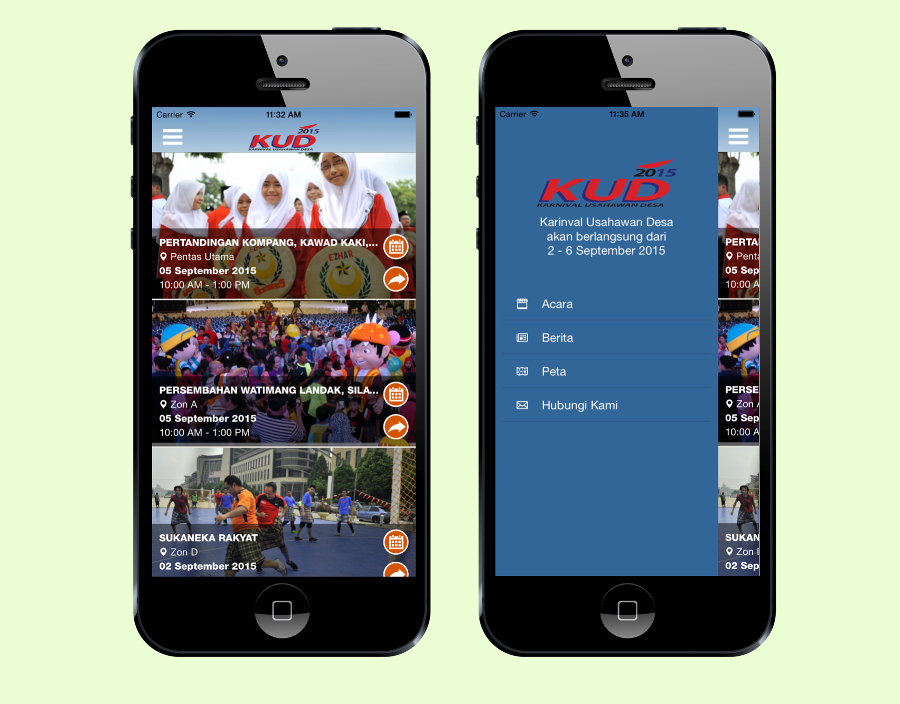 Carrier 11:32 AM
2015
KUD
KARNIVAL USAHAWAN DESA
EZHAR
PERTANDINGAN KOMPANG, KAWAD KAKI,...
Pentas Utama
05 September 2015
10:00 AM - 1:00 PM
PERSEMBAHAN WATIMANG LANDAK, SILA...
Zon A
05 September 2015
10:00 AM - 1:00 PM
SUKANEKA RAKYAT
Zon D
02 September 2015
Carrier 11:35 AM
2015
KUD
KARNIVAL USAHAWAN DESA
Karinval Usahawan Desa
akan berlangsung dari
2 - 6 September 2015
Acara
Berita
Peta
Hubungi Kami
PERTA
Penta
05 Sep
10:00 A
PERSE
Zon A
05 Sep
10:00 A
SUKAN
Zon D
02 Sep